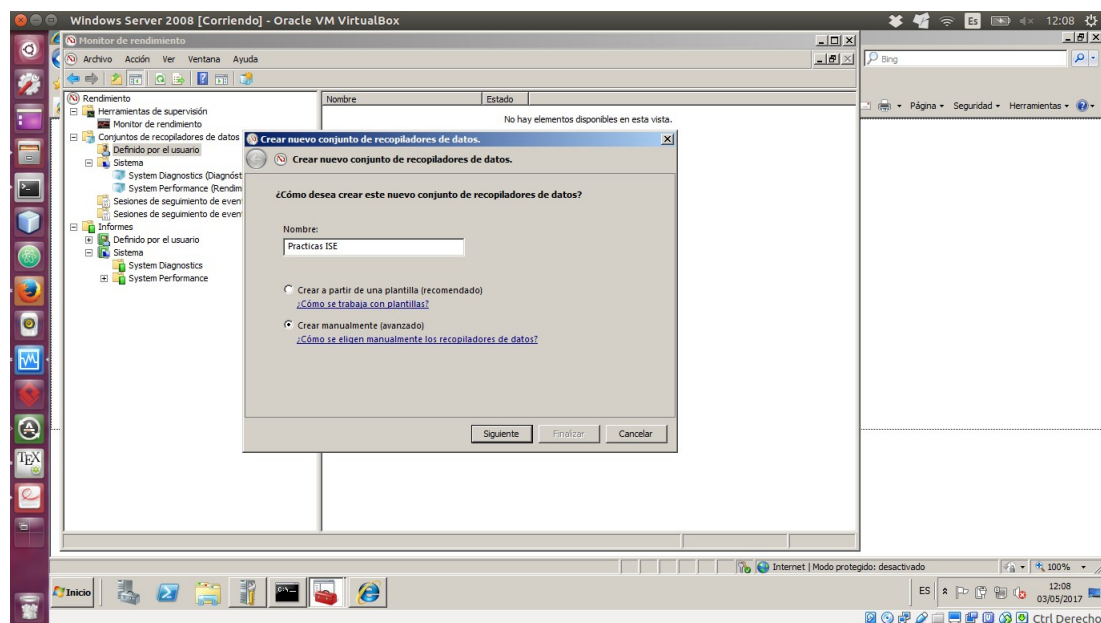 Windows Server 2008 [Corriendo] - Oracle VM VirtualBox
Es
12:08
Monitor de rendimiento
Archivo Acción Ver Ventana Ayuda
Bing
Página Seguridad Herramientas
Rendimiento
Herramientas de supervisión
Monitor de rendimiento
Conjuntos de recopiladores de datos
Definido por el usuario
Sistema
System Diagnostics (Diagnóst
System Performance (Rendim
Sesiones de seguimiento de even
Sesiones de seguimiento de even
Informes
Definido por el usuario
Sistema
System Diagnostics
System Performance
Nombre Estado
No hay elementos disponibles en esta vista.
Crear nuevo conjunto de recopiladores de datos.
Crear nuevo conjunto de recopiladores de datos.
¿Cómo desea crear este nuevo conjunto de recopiladores de datos?
Nombre:
Practicas ISE
Crear a partir de una plantilla (recomendado)
¿Cómo se trabaja con plantillas?
Crear manualmente (avanzado)
¿Cómo se eligen manualmente los recopiladores de datos?
Siguiente Finalizar Cancelar
TEX
Internet | Modo protegido: desactivado
100%
Inicio
ES
12:08
03/05/2017
Ctrl Derecho